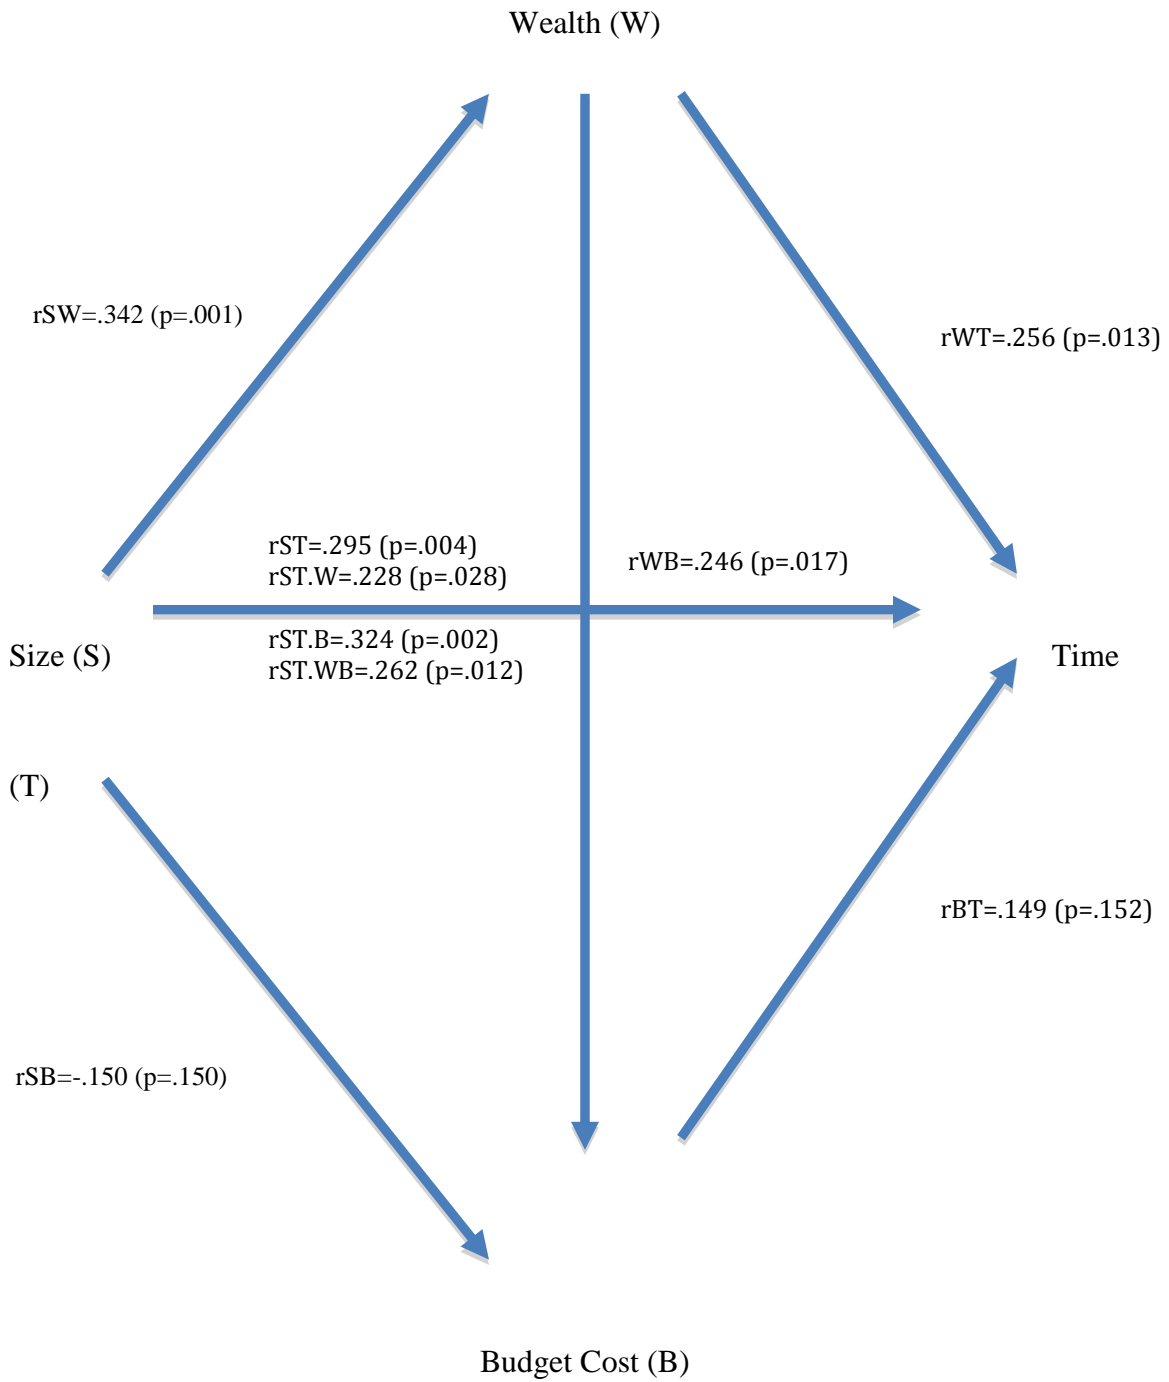 Wealth (W)
rSW=.342 (p=.001)
rWT=.256 (p=.013)
rST=.295 (p=.004)
rST.W=.228 (p=.028)
rWB=.246 (p=.017)
rST.B=.324 (p=.002)
rST.WB=.262 (p=.012)
Size (S)
Time
(T)
rBT=.149 (p=.152)
rSB=-.150 (p=.150)
Budget Cost (B)